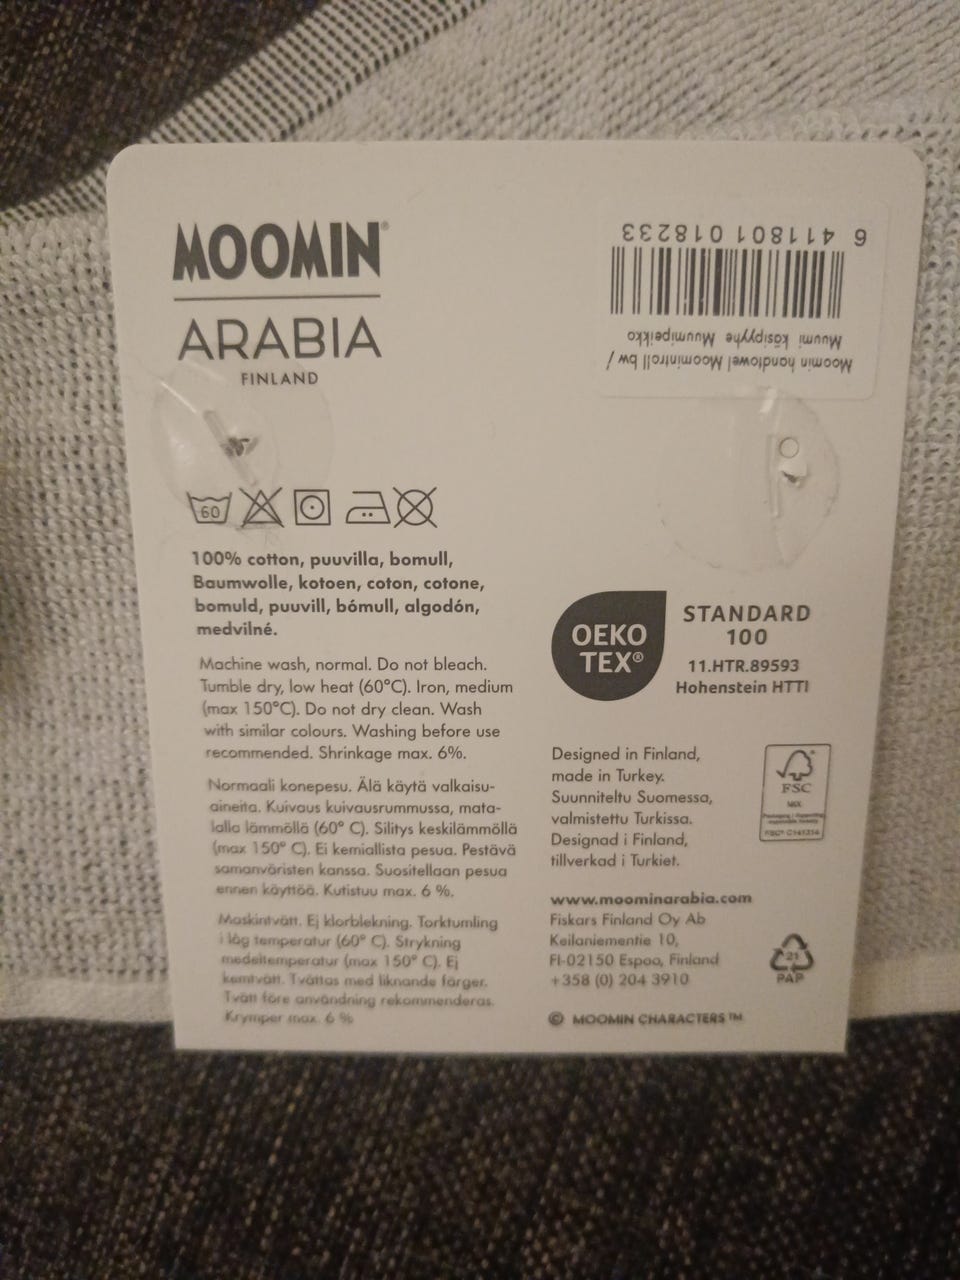 MOOMIN®
ARABIA
FINLAND
6 411801 018233
Moomin handtowel Moomintroll bw /
Muumi käsipyyhe Muumipeikko
60
100% cotton, puuvilla, bomull,
Baumwolle, kotoen, coton, cotone,
bomuld, puuvill, bómull, algodón,
medvilné.
Machine wash, normal. Do not bleach.
Tumble dry, low heat (60°C). Iron, medium
(max 150°C). Do not dry clean. Wash
with similar colours. Washing before use
recommended. Shrinkage max. 6%.
Normaali konepesu. Älä käytä valkaisu-
aineita. Kuivaus kuivausrummussa, mata-
lalla lämmöllä (60° C). Silitys keskilämmöllä
(max 150° C). Ei kemiallista pesua. Pestävä
samanväristen kanssa. Suositellaan pesua
ennen käyttöä. Kutistuu max. 6 %.
Maskintvätt. Ej klorblekning. Torktumling
i låg temperatur (60° C). Strykning
medeltemperatur (max 150° C). Ej
kemtvätt. Tvättas med liknande färger.
Tvätt före användning rekommenderas.
Krymper max. 6 %
OEKO
TEX®
STANDARD
100
11.HTR.89593
Hohenstein HTTI
Designed in Finland,
made in Turkey.
Suunniteltu Suomessa,
valmistettu Turkissa.
Designad i Finland,
tillverkad i Turkiet.
FSC
MIX
Packaging | Supporting
responsible forestry
FSC® C141314
www.moominarabia.com
Fiskars Finland Oy Ab
Keilaniementie 10,
FI-02150 Espoo, Finland
+358 (0) 204 3910
21
PAP
© MOOMIN CHARACTERS™